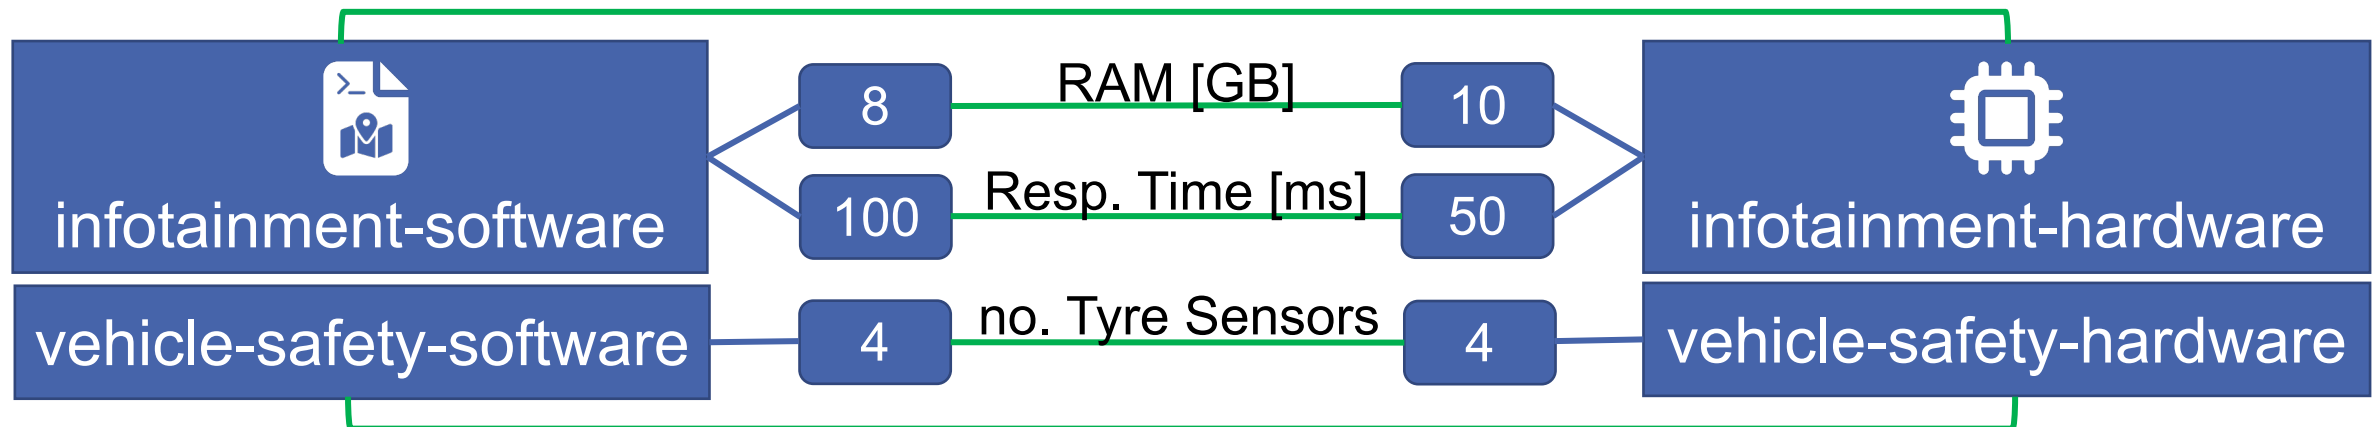 8
RAM [GB]
10
infotainment-software
100
Resp. Time [ms]
50
infotainment-hardware
vehicle-safety-software
4
no. Tyre Sensors
4
vehicle-safety-hardware